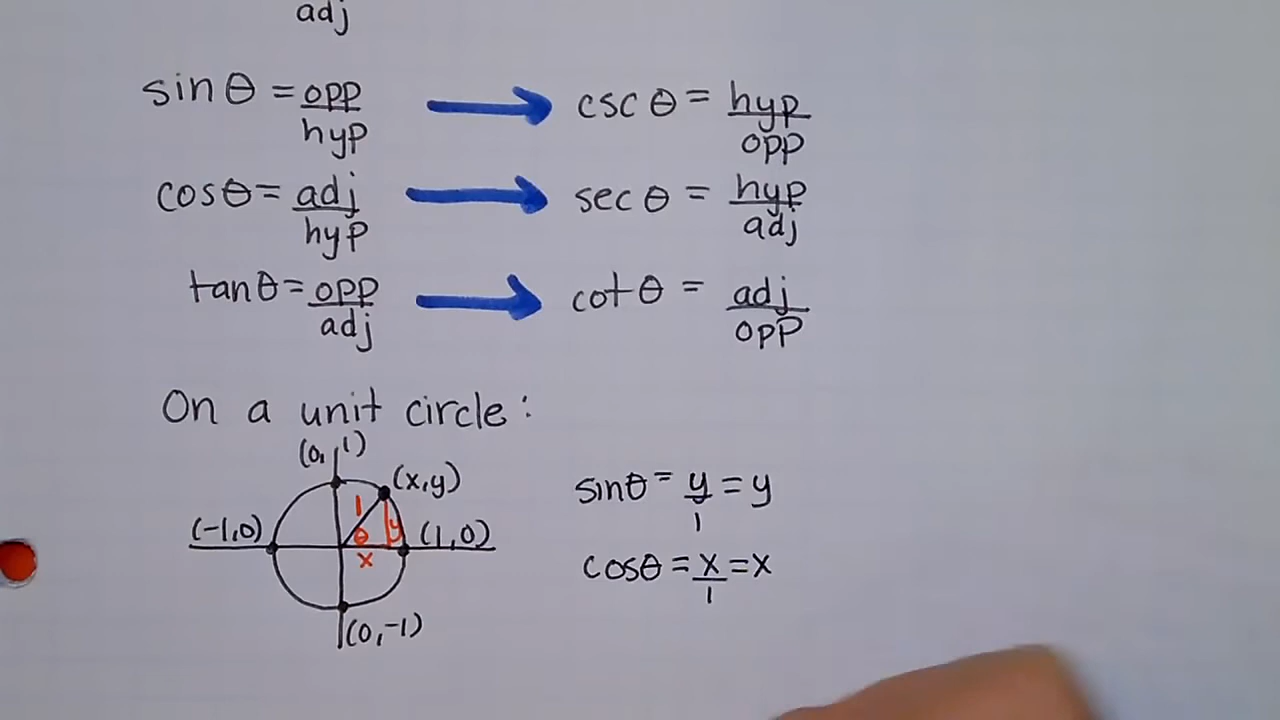 adj
sin θ = opp/hyp → csc θ = hyp/opp
cos θ = adj/hyp → sec θ = hyp/adj
tan θ = opp/adj → cot θ = adj/opp
On a unit circle:
(0, 1)
(x,y)
sin θ = y/1 = y
(-1,0) 1 θ y (1,0)
x
cos θ = x/1 = x
(0,-1)